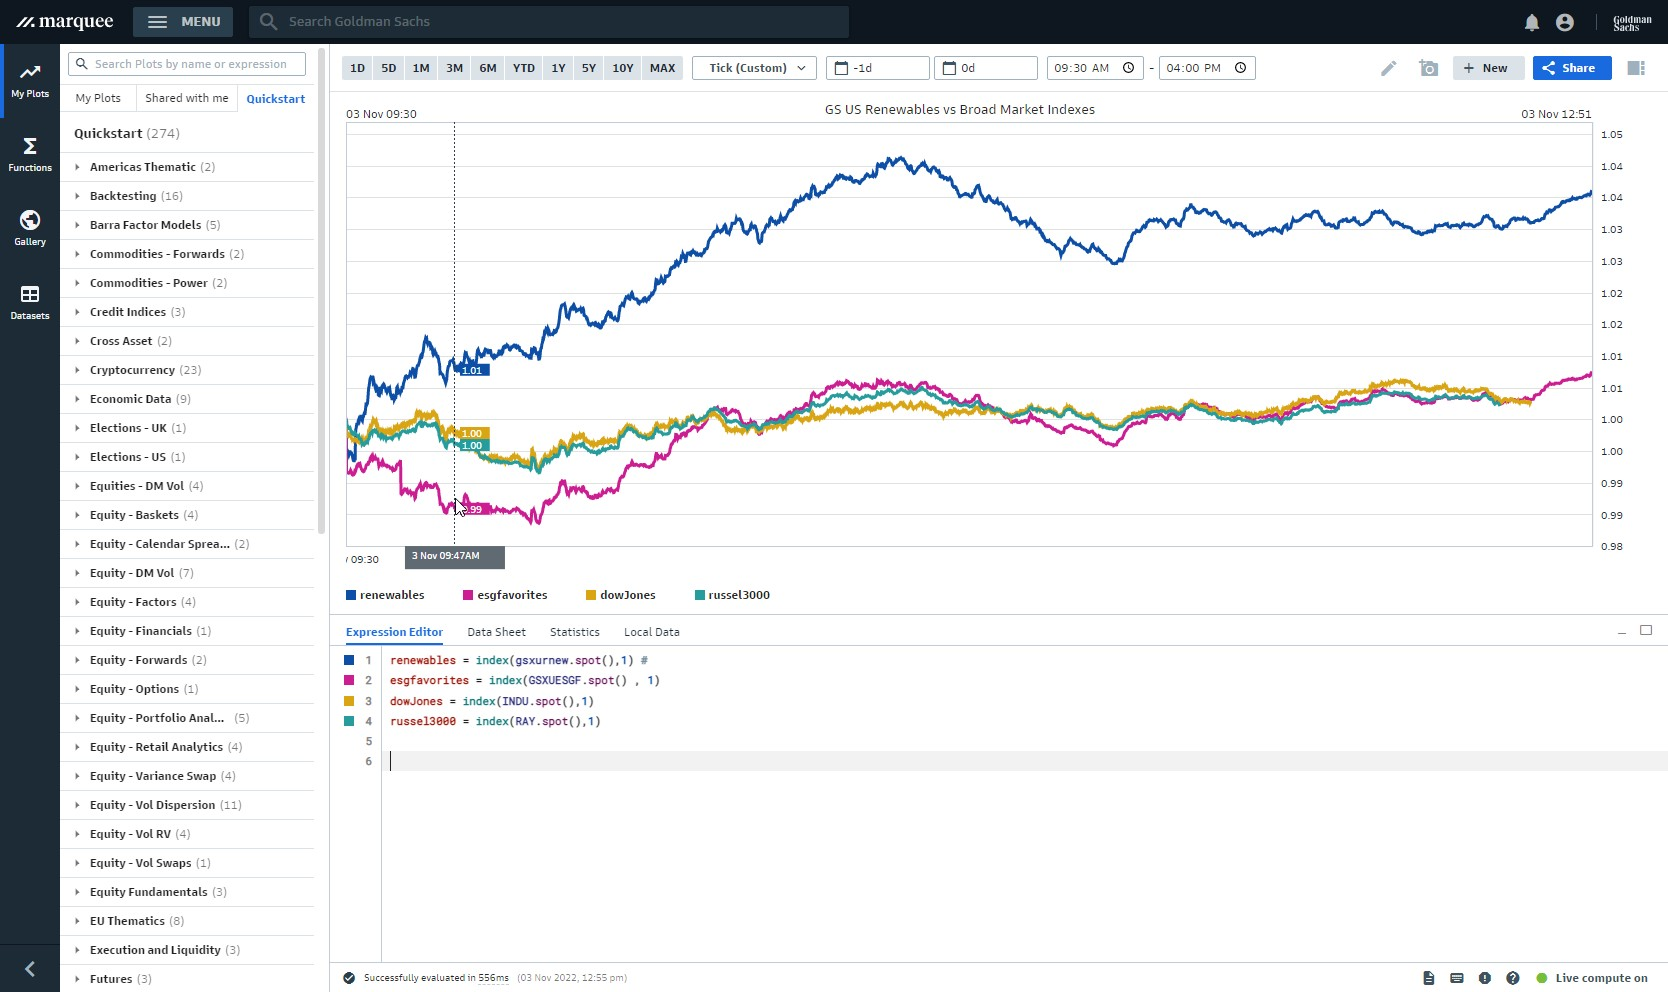 marquee
MENU
Search Goldman Sachs
Goldman
Sachs
My Plots
Functions
Gallery
Datasets
Search Plots by name or expression
My Plots
Shared with me
Quickstart
Quickstart (274)
Americas Thematic (2)
Backtesting (16)
Barra Factor Models (5)
Commodities - Forwards (2)
Commodities - Power (2)
Credit Indices (3)
Cross Asset (2)
Cryptocurrency (23)
Economic Data (9)
Elections - UK (1)
Elections - US (1)
Equities - DM Vol (4)
Equity - Baskets (4)
Equity - Calendar Sprea... (2)
Equity - DM Vol (7)
Equity - Factors (4)
Equity - Financials (1)
Equity - Forwards (2)
Equity - Options (1)
Equity - Portfolio Anal... (5)
Equity - Retail Analytics (4)
Equity - Variance Swap (4)
Equity - Vol Dispersion (11)
Equity - Vol RV (4)
Equity - Vol Swaps (1)
Equity Fundamentals (3)
EU Thematics (8)
Execution and Liquidity (3)
Futures (3)
1D 5D 1M 3M 6M YTD 1Y 5Y 10Y MAX
Tick (Custom)
-1d
0d
09:30 AM - 04:00 PM
New
Share
GS US Renewables vs Broad Market Indexes
03 Nov 09:30
03 Nov 12:51
1.05
1.04
1.04
1.03
1.03
1.02
1.02
1.01
1.01
1.00
1.00
0.99
0.99
0.98
1.01
1.00
1.00
.99
/ 09:30
3 Nov 09:47AM
renewables
esgfavorites
dowJones
russel3000
Expression Editor
Data Sheet
Statistics
Local Data
1 renewables = index(gsxurnew.spot(),1) #
2 esgfavorites = index(GSXUESGF.spot() , 1)
3 dowJones = index(INDU.spot(),1)
4 russel3000 = index(RAY.spot(),1)
5
6
Successfully evaluated in 556ms (03 Nov 2022, 12:55 pm)
Live compute on